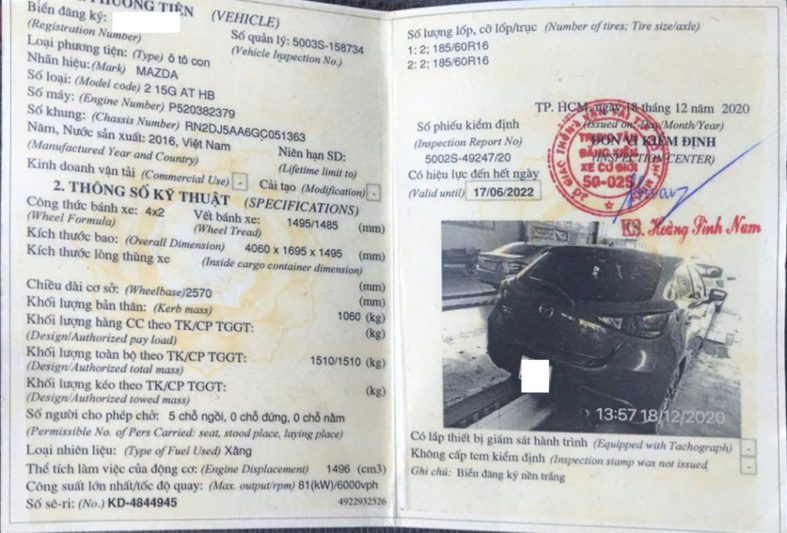 PHƯƠNG TIỆN (VEHICLE)
Biển đăng ký:
(Registration Number)
Số quản lý: 5003S-158734
(Vehicle Inspection No.)
Loại phương tiện: (Type) ô tô con
Nhãn hiệu: (Mark) MAZDA
Số loại: (Model code) 2 15G AT HB
Số máy: (Engine Number) P520382379
Số khung: (Chassis Number) RN2DJ5AA6GC051363
Năm, Nước sản xuất: 2016, Việt Nam
(Manufactured Year and Country)
Niên hạn SD:
(Lifetime limit to)
Kinh doanh vận tải (Commercial Use) - Cải tạo (Modification) -
2. THÔNG SỐ KỸ THUẬT (SPECIFICATIONS)
Công thức bánh xe: 4x2 Vết bánh xe: 1495/1485 (mm)
(Wheel Formula) (Wheel Tread)
Kích thước bao: (Overall Dimension) 4060 x 1695 x 1495 (mm)
Kích thước lòng thùng xe
(Inside cargo container dimension)
(mm)
Chiều dài cơ sở: (Wheelbase) 2570 (mm)
Khối lượng bản thân: (Kerb mass) 1060 (kg)
Khối lượng hàng CC theo TK/CP TGGT: (kg)
(Design/Authorized pay load)
Khối lượng toàn bộ theo TK/CP TGGT: 1510/1510 (kg)
(Design/Authorized total mass)
Khối lượng kéo theo TK/CP TGGT: (kg)
(Design/Authorized towed mass)
Số người cho phép chở: 5 chỗ ngồi, 0 chỗ đứng, 0 chỗ nằm
(Permissible No. of Pers Carried: seat, stood place, laying place)
Loại nhiên liệu: (Type of Fuel Used) Xăng
Thể tích làm việc của động cơ: (Engine Displacement) 1496 (cm3)
Công suất lớn nhất/tốc độ quay: (Max. output/rpm) 81(kW)/6000vph
Số sê-ri: (No.) KD-4844945 4922932526
Số lượng lốp, cỡ lốp/trục (Number of tires; Tire size/axle)
1: 2; 185/60R16
2: 2; 185/60R16
TP. HCM, ngày 18 tháng 12 năm 2020
(Issued on: Day/Month/Year)
Số phiếu kiểm định
(Inspection Report No)
5002S-49247/20
ĐƠN VỊ KIỂM ĐỊNH
(INSPECTION CENTER)
Có hiệu lực đến hết ngày
(Valid until) 17/06/2022
TRUNG TÂM
ĐĂNG KIỂM
XE CƠ GIỚI
50-02S
KS. Hoàng Tính Nam
13:57 18/12/2020
Có lắp thiết bị giám sát hành trình (Equipped with Tachograph) -
Không cấp tem kiểm định (Inspection stamp was not issued -
Ghi chú: Biển đăng ký nền trắng